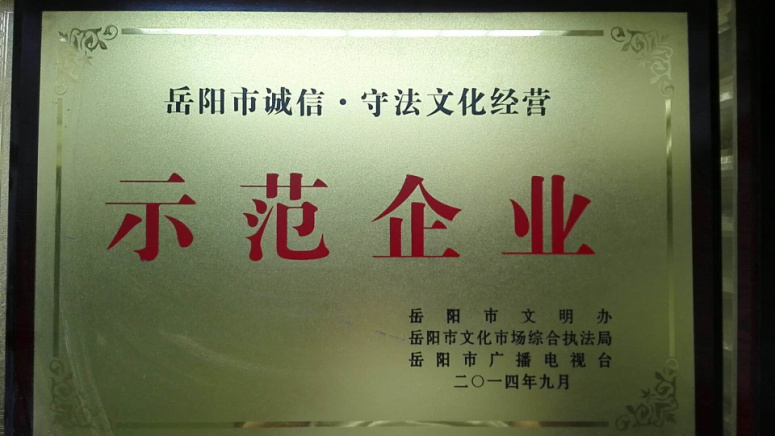 岳阳市诚信·守法文化经营
示范企业
岳阳市文明办
岳阳市文化市场综合执法局
岳阳市广播电视台
二〇一四年九月